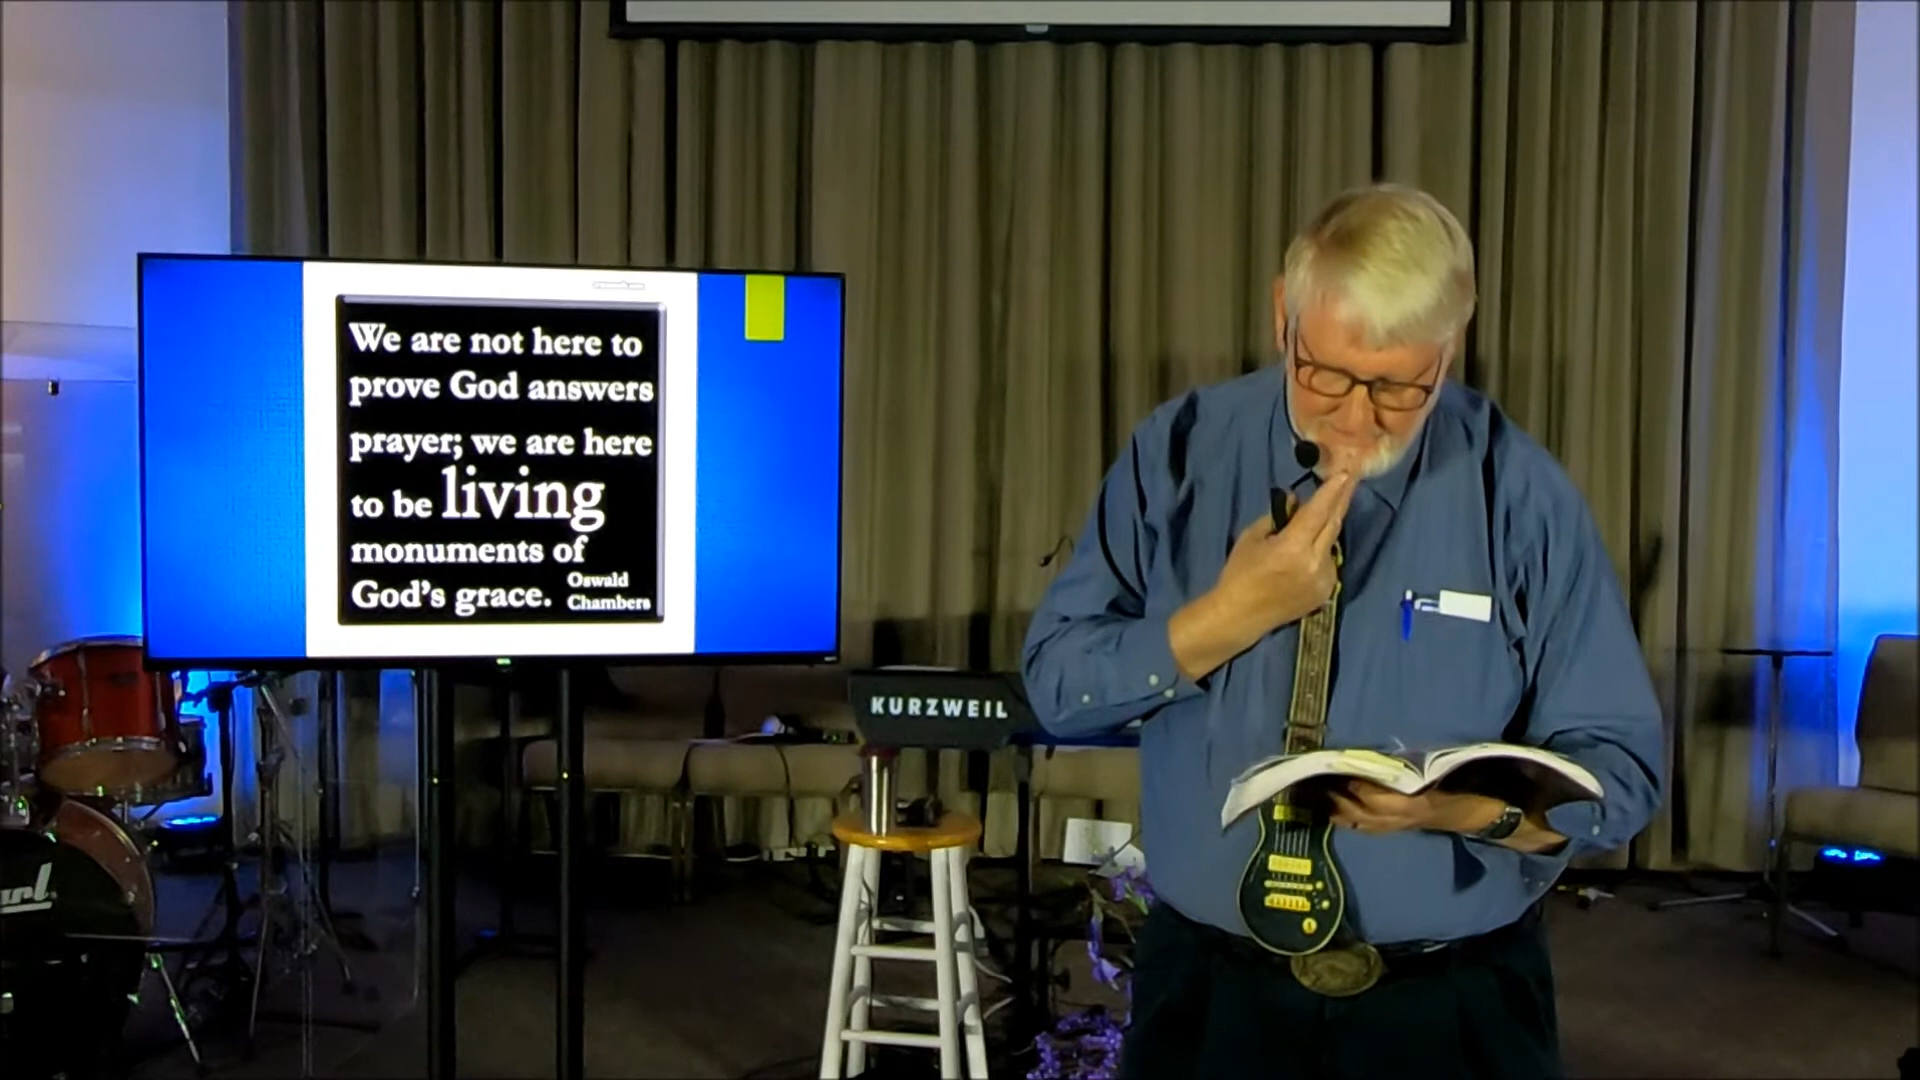 We are not here to
prove God answers
prayer; we are here
to be living
monuments of
God's grace.
Oswald
Chambers
KURZWEIL